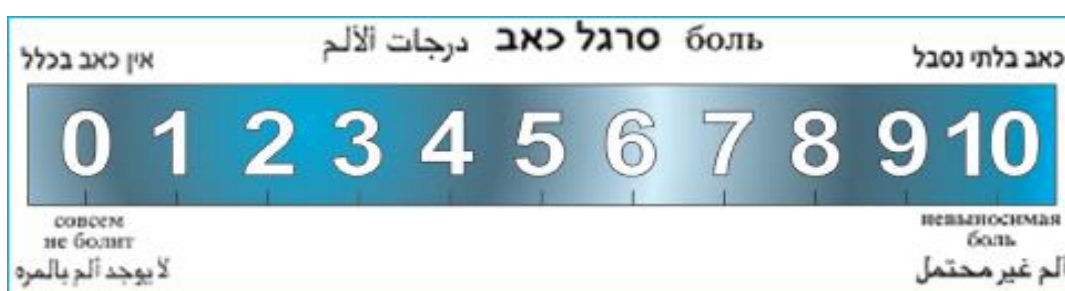 درجات الألم סרגל כאב боль
אין כאב בכלל
כאב בלתי נסבל
0 1 2 3 4 5 6 7 8 9 10
совсем
не болит
لا يوجد ألم بالمره
невыносимая
боль
ألم غير محتمل